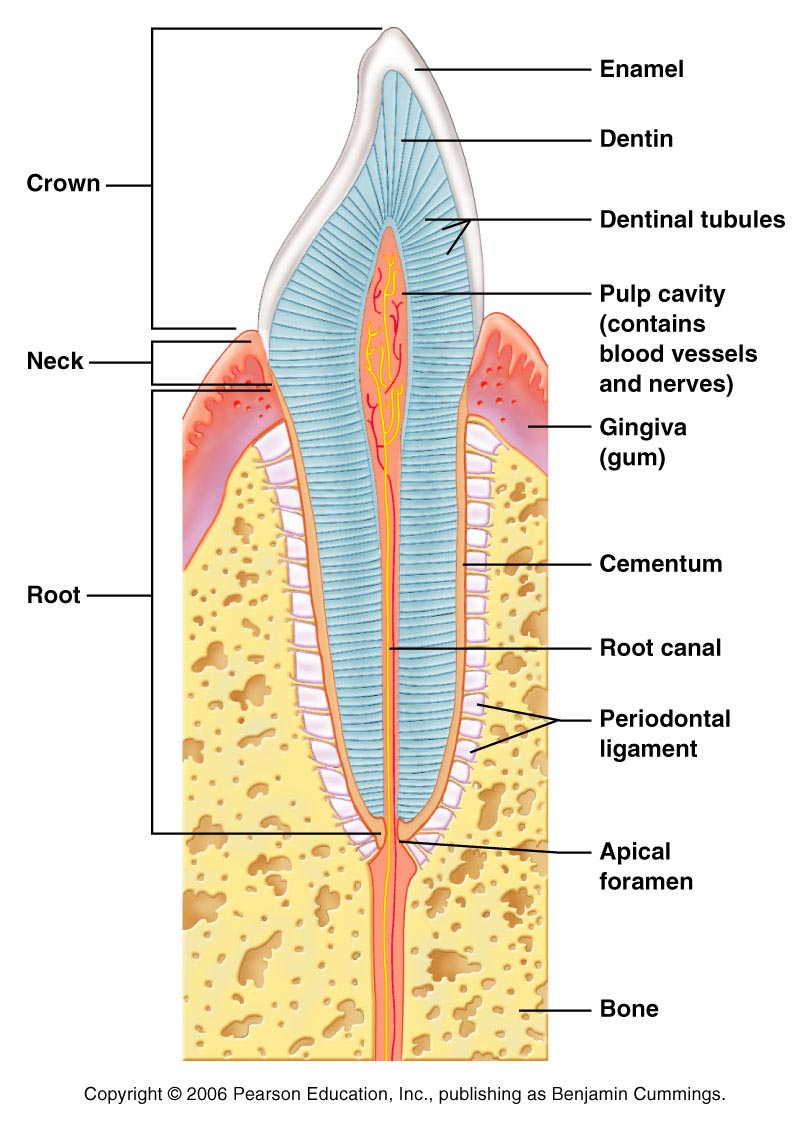 Enamel
Dentin
Crown
Dentinal tubules
Pulp cavity
(contains
blood vessels
and nerves)
Neck
Gingiva
(gum)
Cementum
Root
Root canal
Periodontal
ligament
Apical
foramen
Bone
Copyright © 2006 Pearson Education, Inc., publishing as Benjamin Cummings.